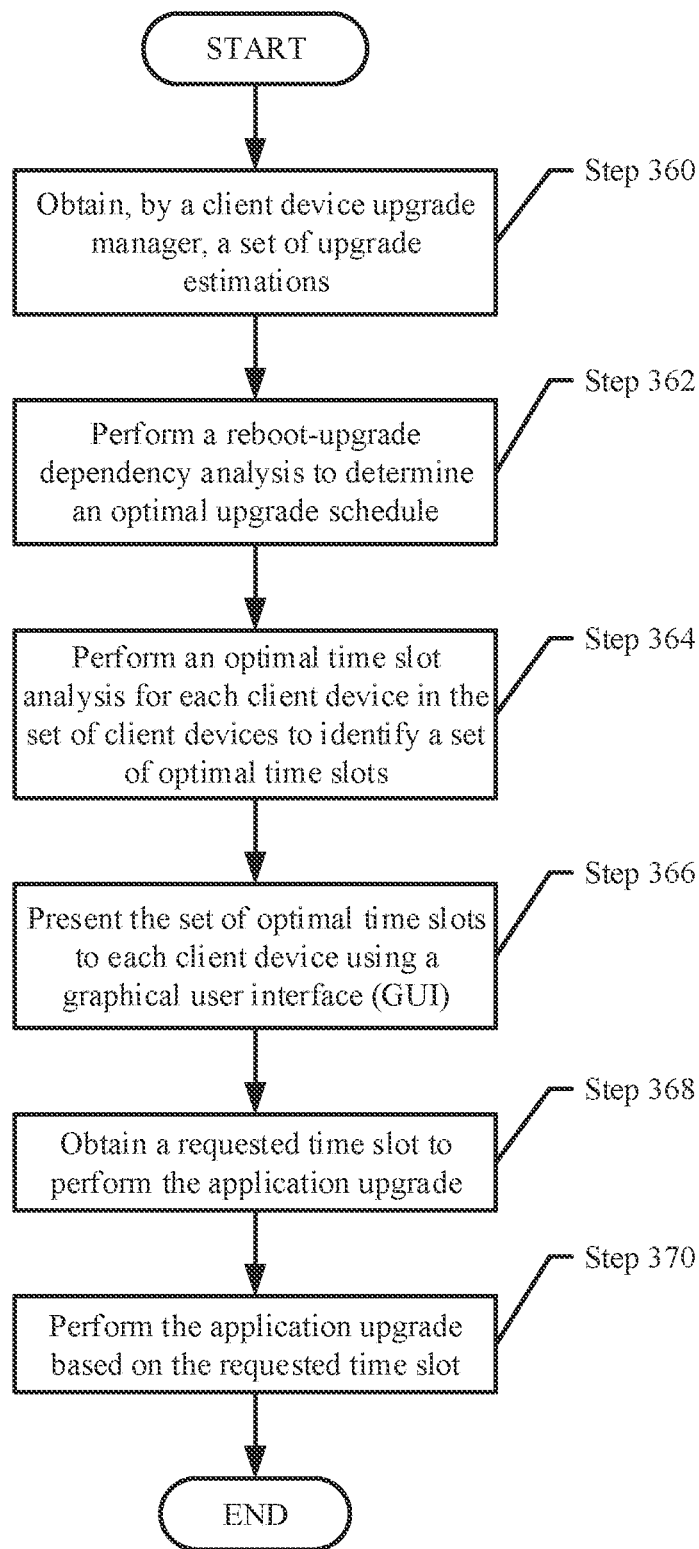 START
Step 360
Obtain, by a client device upgrade
manager, a set of upgrade
estimations
Step 362
Perform a reboot-upgrade
dependency analysis to determine
an optimal upgrade schedule
Step 364
Perform an optimal time slot
analysis for each client device in the
set of client devices to identify a set
of optimal time slots
Step 366
Present the set of optimal time slots
to each client device using a
graphical user interface (GUI)
Step 368
Obtain a requested time slot to
perform the application upgrade
Step 370
Perform the application upgrade
based on the requested time slot
END